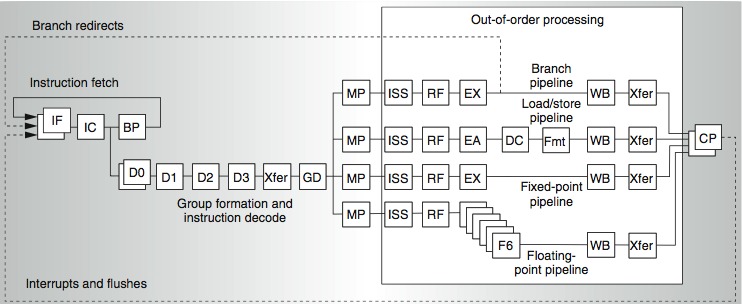 Out-of-order processing
Branch redirects
Instruction fetch
Branch
pipeline
MP ISS RF EX WB Xfer
Load/store
pipeline
IF IC BP
MP ISS RF EA DC Fmt WB Xfer CP
D0 D1 D2 D3 Xfer GD
MP ISS RF EX WB Xfer
Fixed-point
pipeline
Group formation and
instruction decode
MP ISS RF
F6 WB Xfer
Floating-
point pipeline
Interrupts and flushes